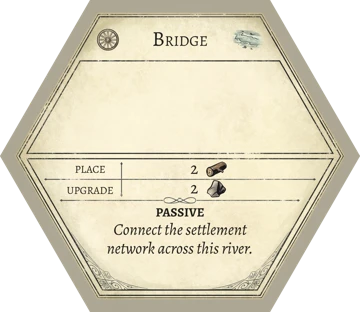 BRIDGE
PLACE 2
UPGRADE 2
PASSIVE
Connect the settlement
network across this river.